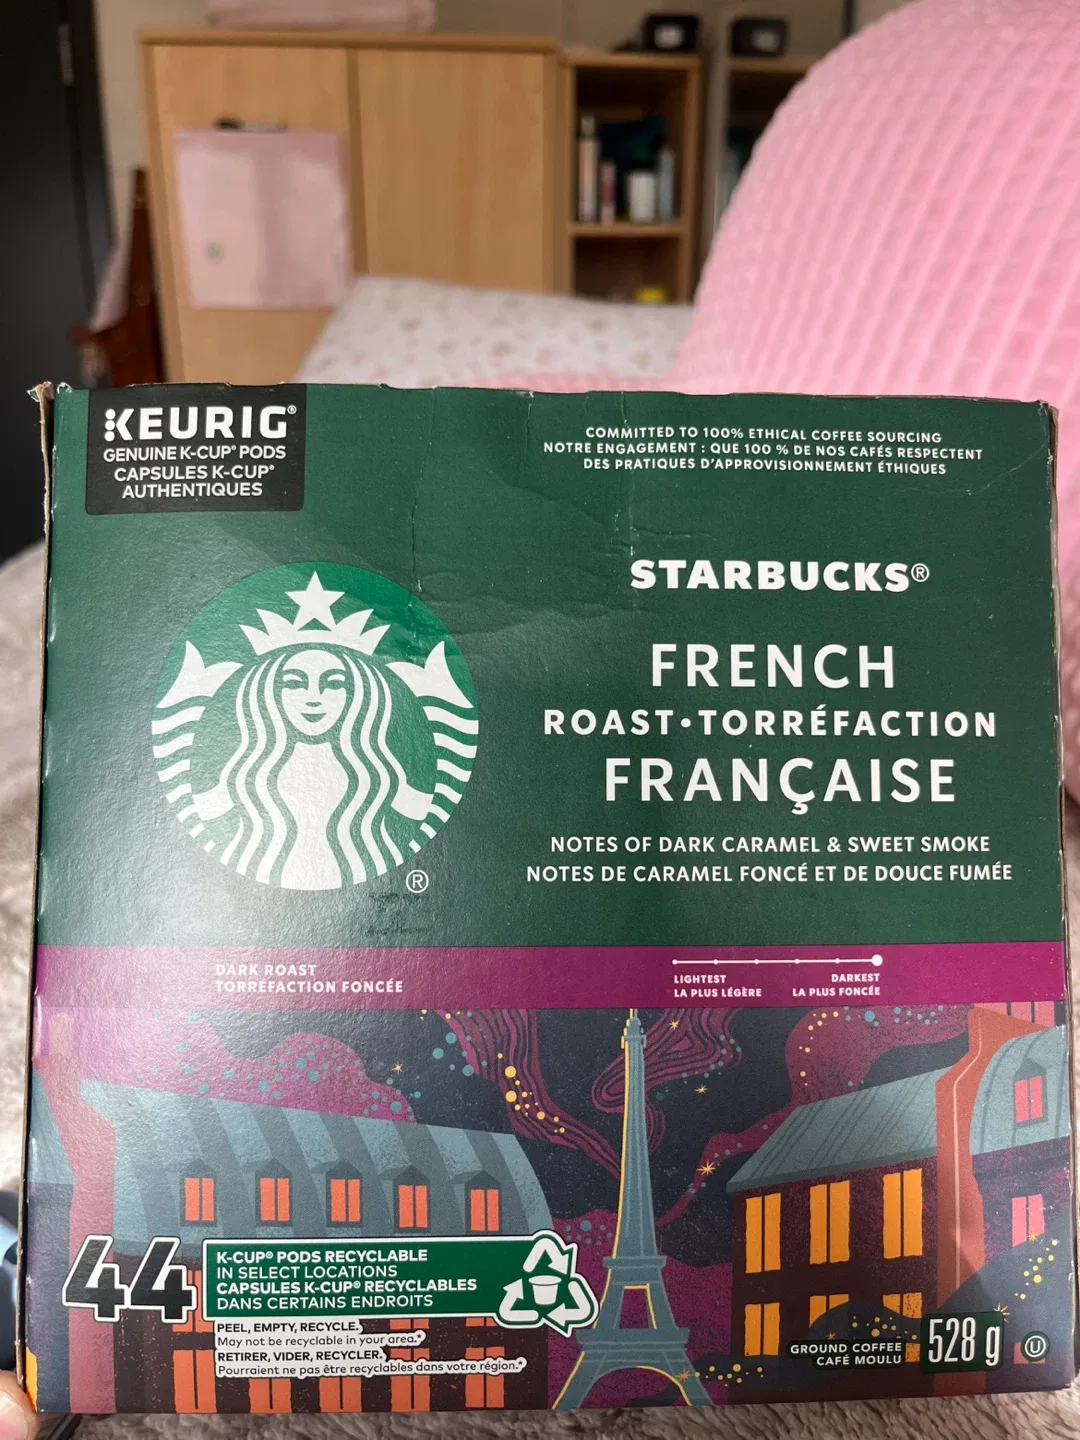 KEURIG®
GENUINE K-CUP® PODS
CAPSULES K-CUP®
AUTHENTIQUES
COMMITTED TO 100% ETHICAL COFFEE SOURCING
NOTRE ENGAGEMENT : QUE 100 % DE NOS CAFÉS RESPECTENT
DES PRATIQUES D'APPROVISIONNEMENT ÉTHIQUES
STARBUCKS®
FRENCH
ROAST•TORRÉFACTION
FRANÇAISE
NOTES OF DARK CARAMEL & SWEET SMOKE
NOTES DE CARAMEL FONCÉ ET DE DOUCE FUMÉE
®
DARK ROAST
TORRÉFACTION FONCÉE
LIGHTEST
LA PLUS LÉGÈRE
DARKEST
LA PLUS FONCÉE
44
K-CUP® PODS RECYCLABLE
IN SELECT LOCATIONS
CAPSULES K-CUP® RECYCLABLES
DANS CERTAINS ENDROITS
PEEL, EMPTY, RECYCLE.
May not be recyclable in your area.*
RETIRER, VIDER, RECYCLER.
Pourraient ne pas être recyclables dans votre région.*
GROUND COFFEE
CAFÉ MOULU
528 g
U